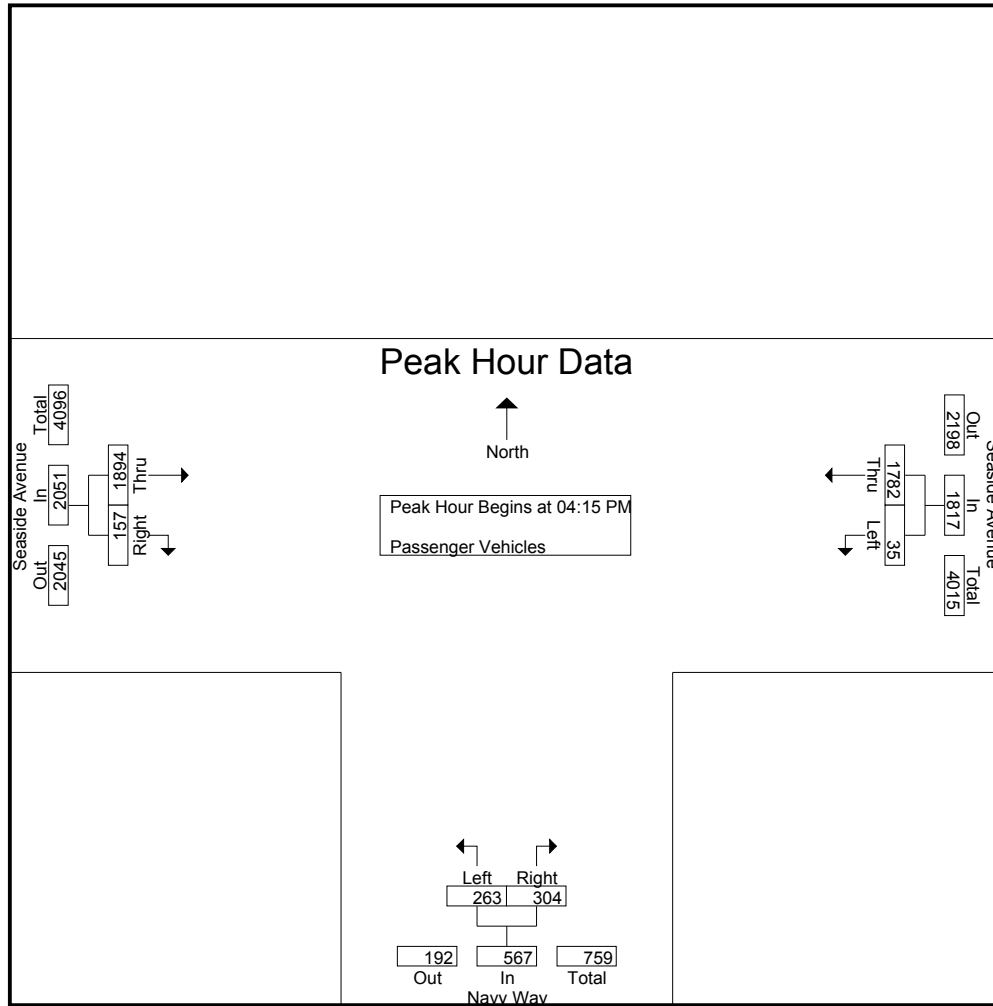 Peak Hour Data
North
Peak Hour Begins at 04:15 PM
Passenger Vehicles
Seaside Avenue
Total
4096
In
2051
Out
2045
1894
Thru
157
Right
Seaside Avenue
Out
2198
In
1817
Total
4015
1782
Thru
35
Left
Left Right
263 304
192 567 759
Out In Total
Navy Way